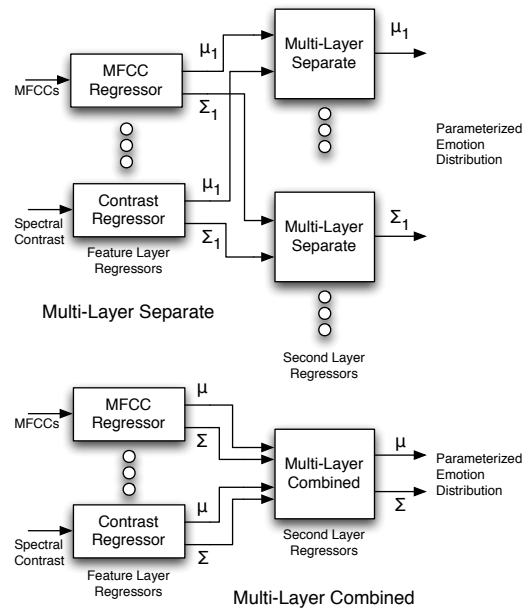 MFCCs
MFCC
Regressor
μ1
Σ1
Multi-Layer
Separate
μ1
Parameterized
Emotion
Distribution
Spectral
Contrast
Contrast
Regressor
μ1
Σ1
Feature Layer
Regressors
Multi-Layer
Separate
Σ1
Multi-Layer Separate
Second Layer
Regressors
MFCCs
MFCC
Regressor
μ
Σ
Multi-Layer
Combined
μ
Σ
Parameterized
Emotion
Distribution
Spectral
Contrast
Contrast
Regressor
μ
Σ
Second Layer
Regressors
Feature Layer
Regressors
Multi-Layer Combined